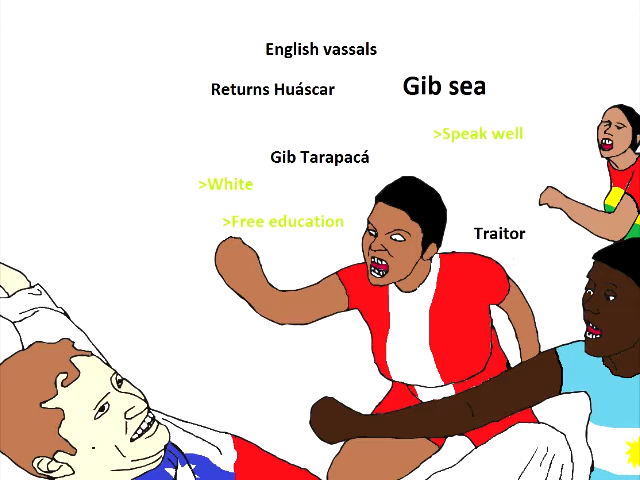 English vassals
Returns Huáscar
Gib sea
>Speak well
Gib Tarapacá
>White
>Free education
Traitor